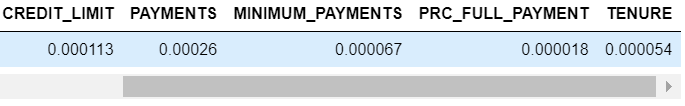 CREDIT_LIMIT PAYMENTS MINIMUM_PAYMENTS PRC_FULL_PAYMENT TENURE
0.000113 0.00026 0.000067 0.000018 0.000054